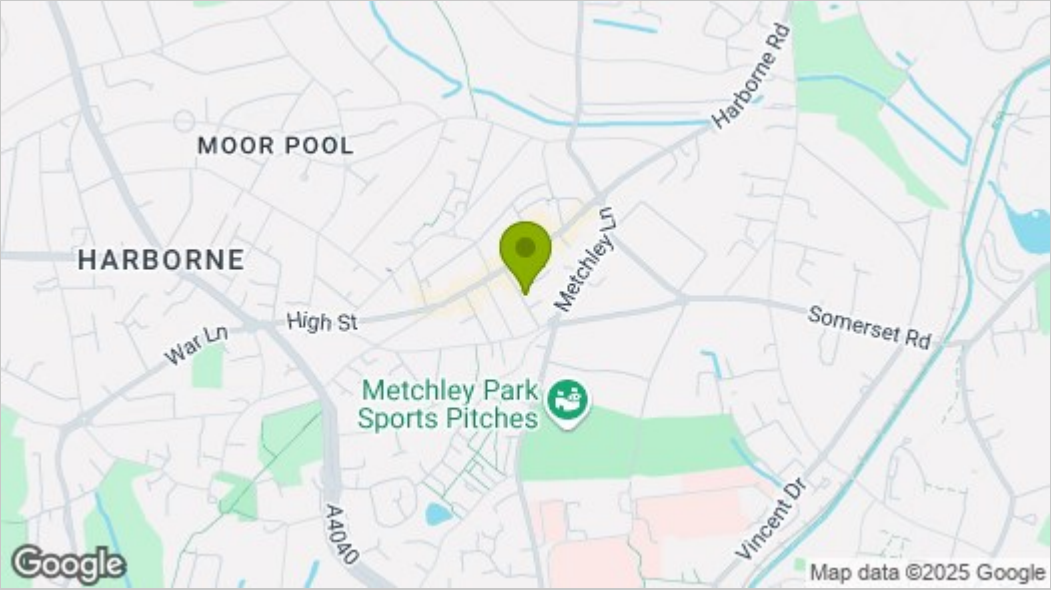 Harborne Rd
MOOR POOL
Metchley Ln
HARBORNE
High St
War Ln
Somerset Rd
Metchley Park
Sports Pitches
A4040
Vincent Dr
Google
Map data ©2025 Google